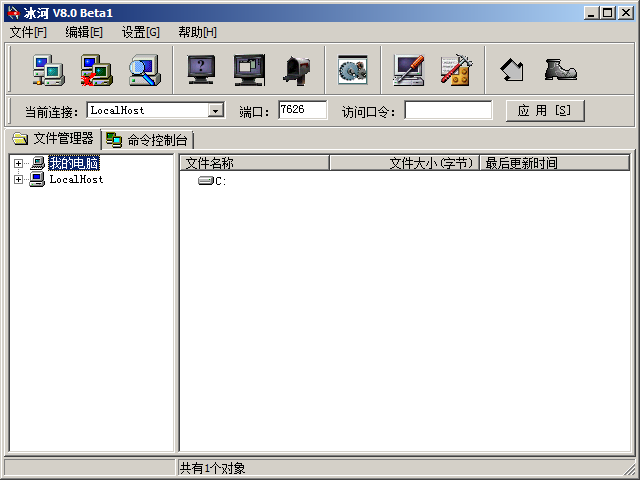 冰河 V8.0 Beta1
文件[F] 编辑[E] 设置[G] 帮助[H]
当前连接: LocalHost 端口: 7626 访问口令: 应 用 [S]
文件管理器 命令控制台
我的电脑
LocalHost
文件名称 文件大小(字节) 最后更新时间
C:
共有1个对象